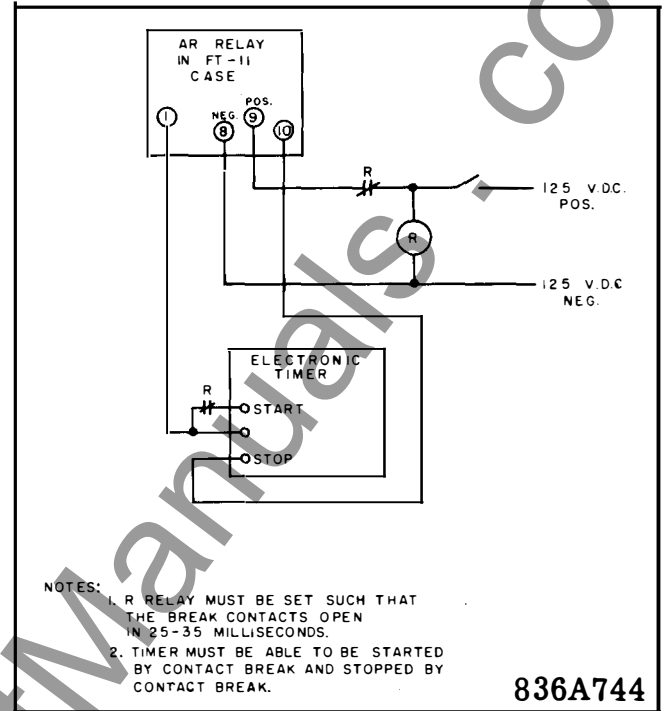 AR RELAY
IN FT-11
CASE
POS.
NEG.
1
8
9
10
R
125 V.D.C.
POS.
R
125 V.D.C
NEG.
ELECTRONIC
TIMER
R
START
STOP
NOTES:
1. R RELAY MUST BE SET SUCH THAT
THE BREAK CONTACTS OPEN
IN 25-35 MILLISECONDS.
2. TIMER MUST BE ABLE TO BE STARTED
BY CONTACT BREAK AND STOPPED BY
CONTACT BREAK.
836A744
Manuals.co